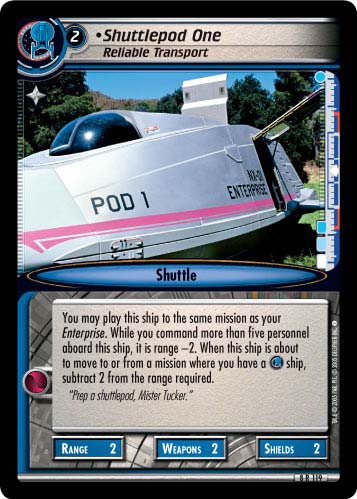 2
•Shuttlepod One
Reliable Transport
POD 1
NX-01
ENTERPRISE
Shuttle
You may play this ship to the same mission as your
Enterprise. While you command more than five personnel
aboard this ship, it is range –2. When this ship is about
to move to or from a mission where you have a ship,
subtract 2 from the range required.
"Prep a shuttlepod, Mister Tucker."
RANGE 2 WEAPONS 2 SHIELDS 2
8 R 119